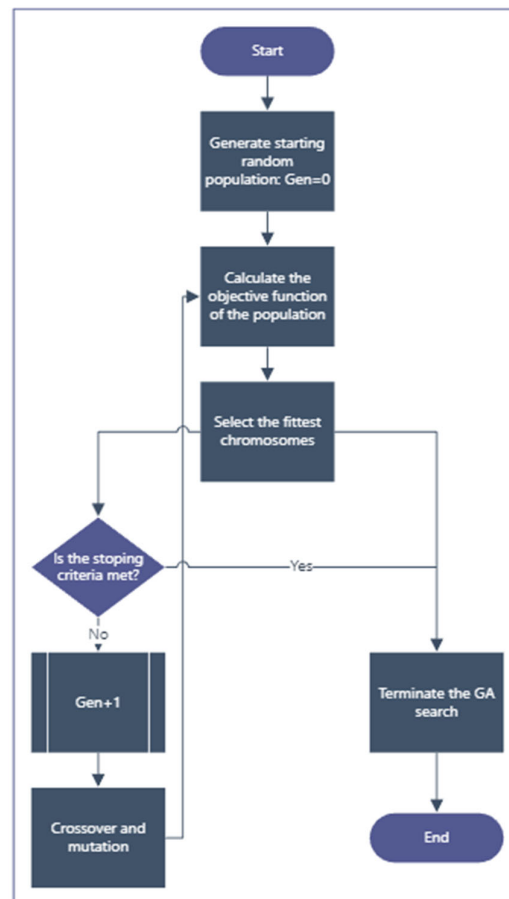 Start
Generate starting
random
population: Gen=0
Calculate the
objective function
of the population
Select the fittest
chromosomes
Is the stoping
criteria met?
Yes
No
Gen+1
Terminate the GA
search
Crossover and
mutation
End